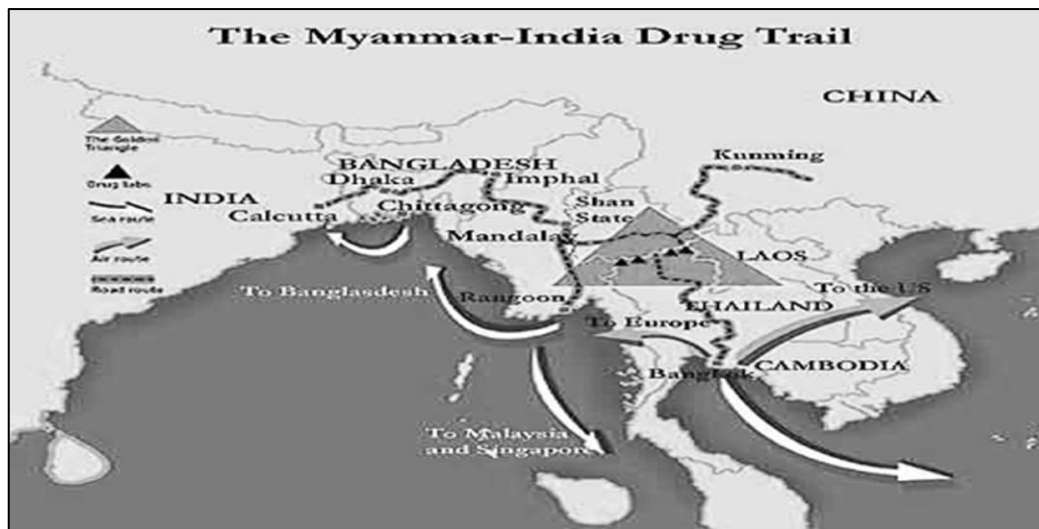 The Myanmar-India Drug Trail
CHINA
The Golden
Triangle
Drug labs
Sea route
Air route
Road route
INDIA
BANGLADESH
Dhaka
Imphal
Kunming
Calcutta
Chittagong
Shan
State
Mandalay
LAOS
To Banglasdesh
Rangoon
To the US
THAILAND
To Europe
Bangkok
CAMBODIA
To Malaysia
and Singapore